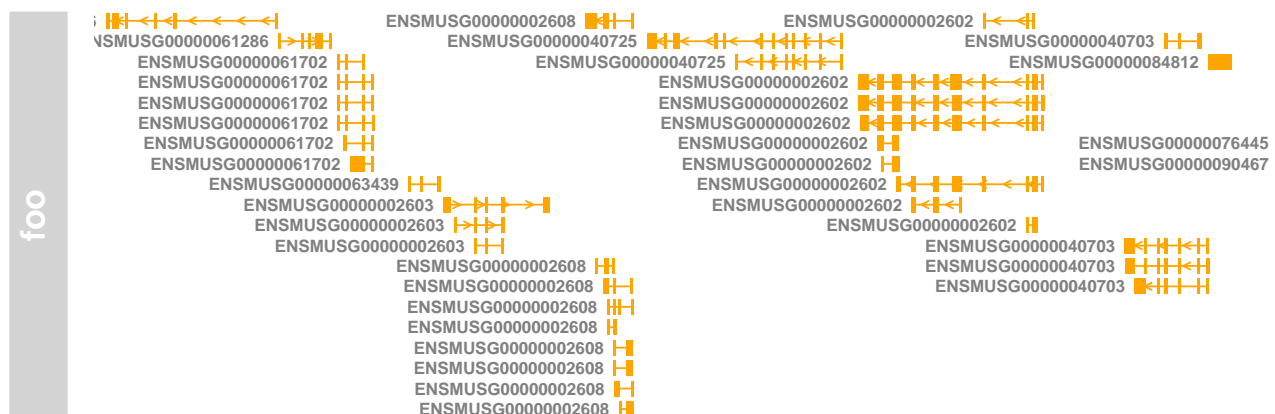 ENSMUSG00000002608 ENSMUSG00000002602
ENSMUSG00000061286 ENSMUSG00000040725 ENSMUSG00000040703
ENSMUSG00000061702 ENSMUSG00000040725 ENSMUSG00000084812
ENSMUSG00000061702 ENSMUSG00000002602
ENSMUSG00000061702 ENSMUSG00000002602
ENSMUSG00000061702 ENSMUSG00000002602
ENSMUSG00000061702 ENSMUSG00000002602 ENSMUSG00000076445
ENSMUSG00000061702 ENSMUSG00000002602 ENSMUSG00000090467
ENSMUSG00000063439 ENSMUSG00000002602
ENSMUSG00000002603 ENSMUSG00000002602
ENSMUSG00000002603 ENSMUSG00000002602
ENSMUSG00000002603 ENSMUSG00000040703
ENSMUSG00000002608 ENSMUSG00000040703
ENSMUSG00000002608 ENSMUSG00000040703
ENSMUSG00000002608
ENSMUSG00000002608
ENSMUSG00000002608
ENSMUSG00000002608
ENSMUSG00000002608
ENSMUSG00000002608
foo